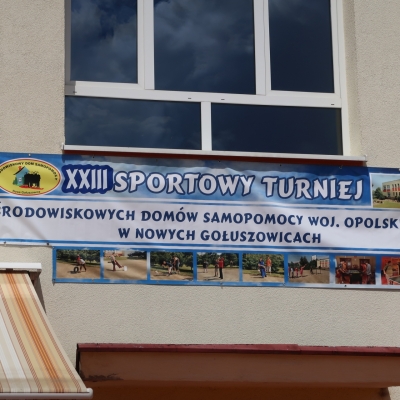 XXIII SPORTOWY TURNIEJ
ŚRODOWISKOWYCH DOMÓW SAMOPOMOCY WOJ. OPOLSK
W NOWYCH GOŁUSZOWICACH